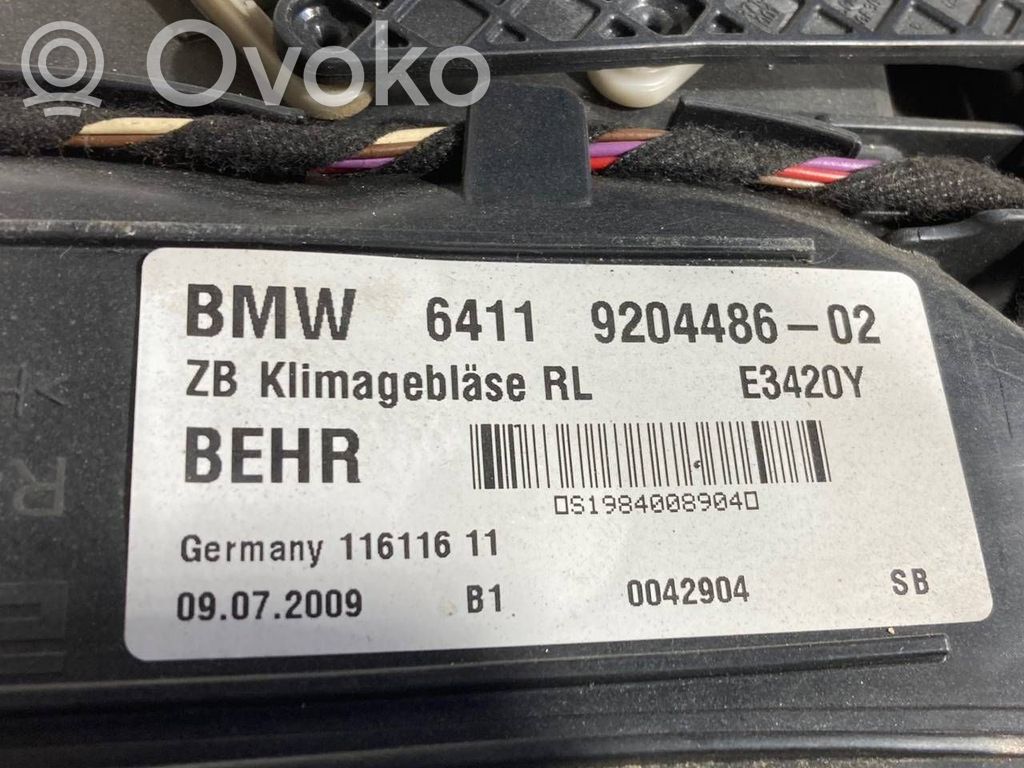 Ovoko
BMW 6411 9204486-02
ZB Klimagebläse RL E3420Y
BEHR
S1984008904
Germany 116116 11
09.07.2009 B1 0042904 SB
R